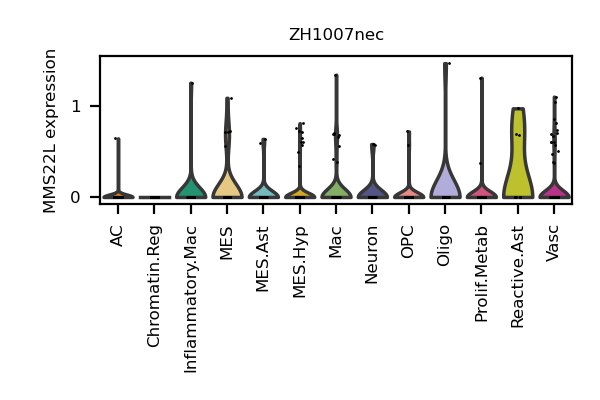 ZH1007nec
MMS22L expression
1
0
AC
Chromatin.Reg
Inflammatory.Mac
MES
MES.Ast
MES.Hyp
Mac
Neuron
OPC
Oligo
Prolif.Metab
Reactive.Ast
Vasc